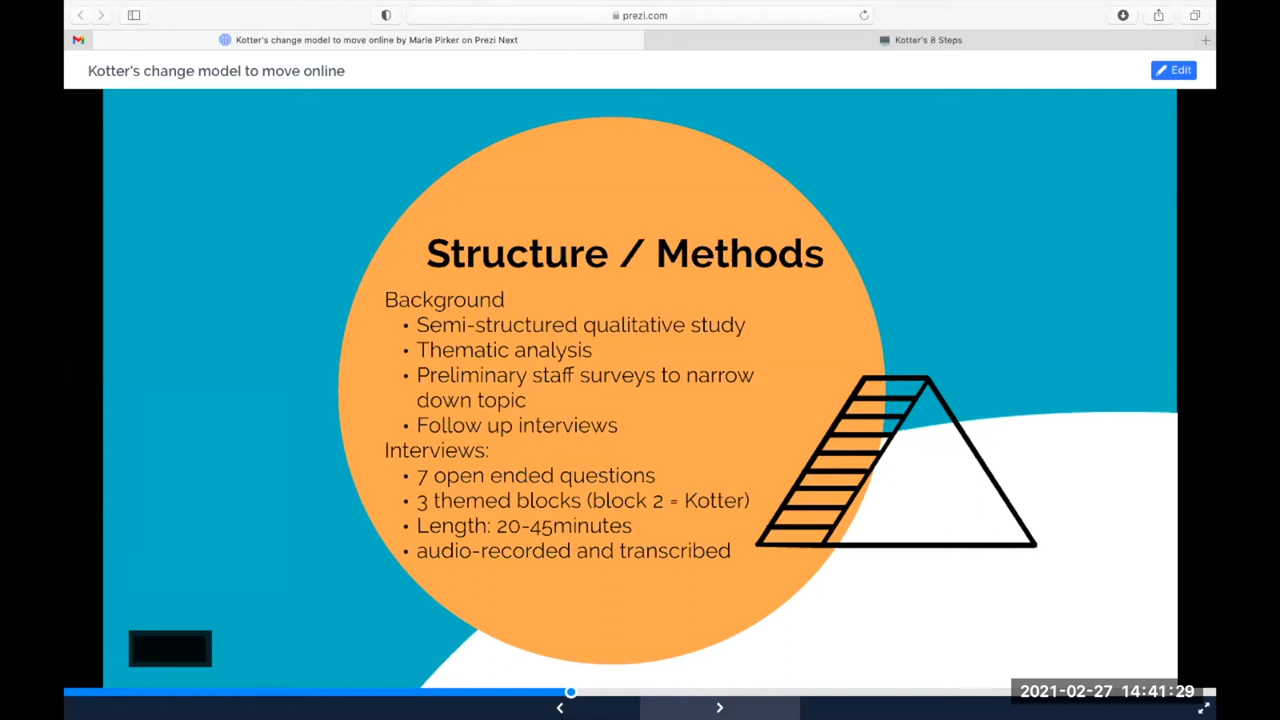 prezi.com
Kotter's change model to move online by Marie Pirker on Prezi Next
Kotter's 8 Steps
Kotter's change model to move online
Edit
Structure / Methods
Background
• Semi-structured qualitative study
• Thematic analysis
• Preliminary staff surveys to narrow
down topic
• Follow up interviews
Interviews:
• 7 open ended questions
• 3 themed blocks (block 2 = Kotter)
• Length: 20-45minutes
• audio-recorded and transcribed
2021-02-27 14:41:29